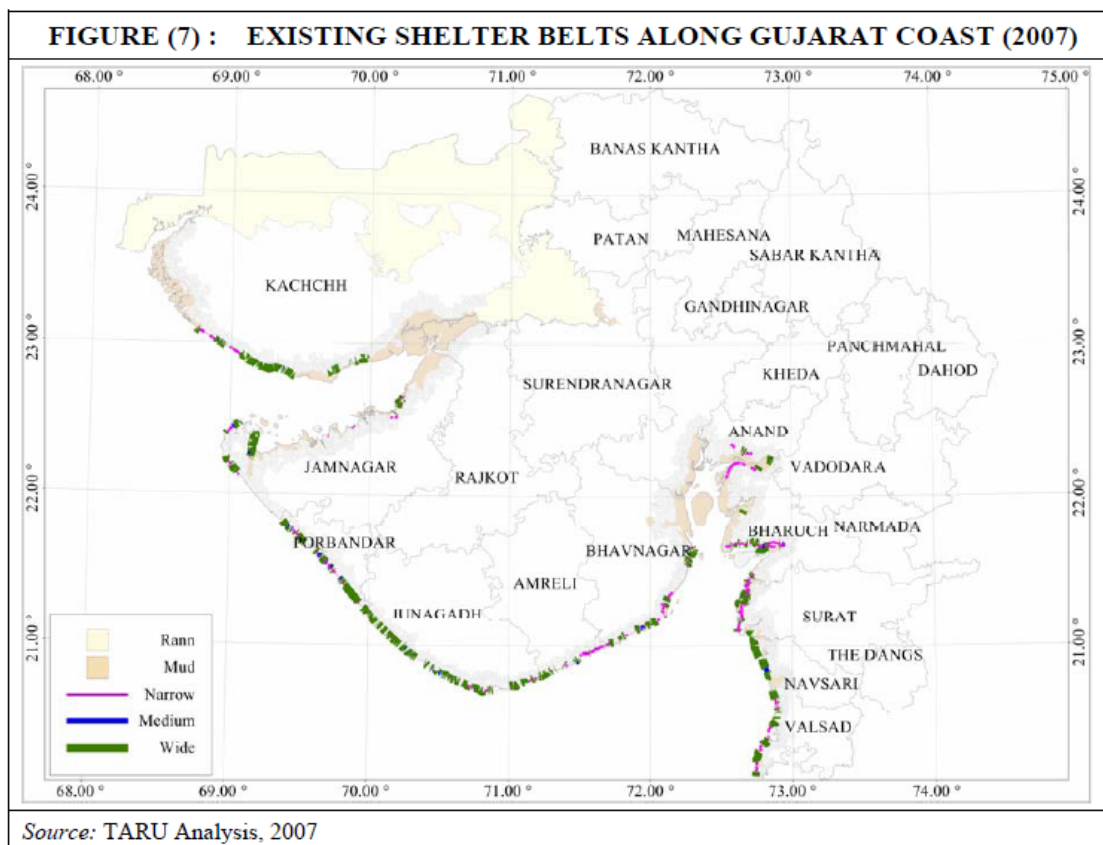 FIGURE (7) : EXISTING SHELTER BELTS ALONG GUJARAT COAST (2007)
68.00 ° 69.00 ° 70.00 ° 71.00 ° 72.00 ° 73.00 ° 74.00 ° 75.00 °
24.00 °
23.00 °
22.00 °
21.00 °
24.00 °
23.00 °
22.00 °
21.00 °
BANAS KANTHA
PATAN
MAHESANA
SABAR KANTHA
KACHCHH
GANDHINAGAR
PANCHMAHAL
DAHOD
KHEDA
SURENDRANAGAR
ANAND
VADODARA
JAMNAGAR
RAJKOT
BHARUCH
NARMADA
PORBANDAR
BHAVNAGAR
AMRELI
JUNAGADH
SURAT
THE DANGS
NAVSARI
VALSAD
Rann
Mud
Narrow
Medium
Wide
68.00 ° 69.00 ° 70.00 ° 71.00 ° 72.00 ° 73.00 ° 74.00 °
Source: TARU Analysis, 2007